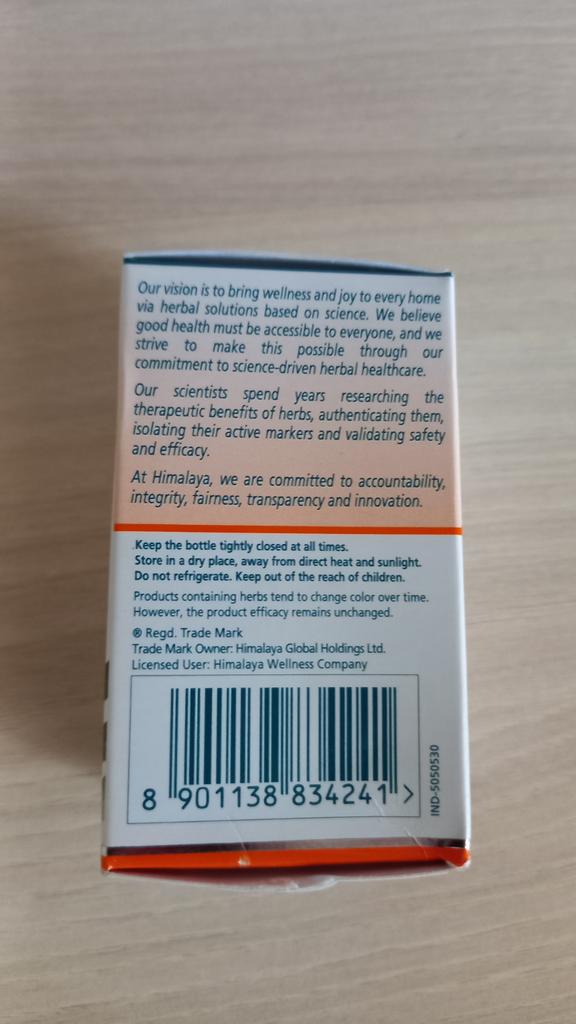 Our vision is to bring wellness and joy to every home
via herbal solutions based on science. We believe
good health must be accessible to everyone, and we
strive to make this possible through our
commitment to science-driven herbal healthcare.
Our scientists spend years researching the
therapeutic benefits of herbs, authenticating them,
isolating their active markers and validating safety
and efficacy.
At Himalaya, we are committed to accountability,
integrity, fairness, transparency and innovation.
Keep the bottle tightly closed at all times.
Store in a dry place, away from direct heat and sunlight.
Do not refrigerate. Keep out of the reach of children.
Products containing herbs tend to change color over time.
However, the product efficacy remains unchanged.
® Regd. Trade Mark
Trade Mark Owner: Himalaya Global Holdings Ltd.
Licensed User: Himalaya Wellness Company
8 901138 834241 >
IND-5050530